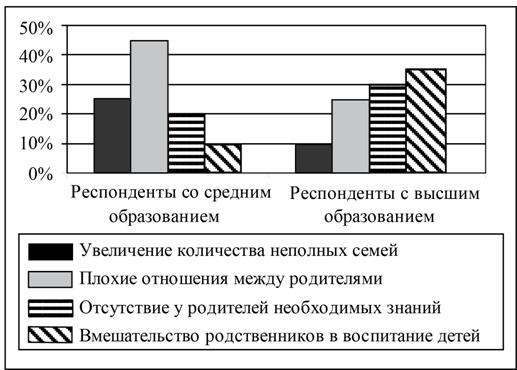 50%
40%
30%
20%
10%
0%
Респонденты со средним
образованием
Респонденты с высшим
образованием
Увеличение количества неполных семей
Плохие отношения между родителями
Отсутствие у родителей необходимых знаний
Вмешательство родственников в воспитание детей